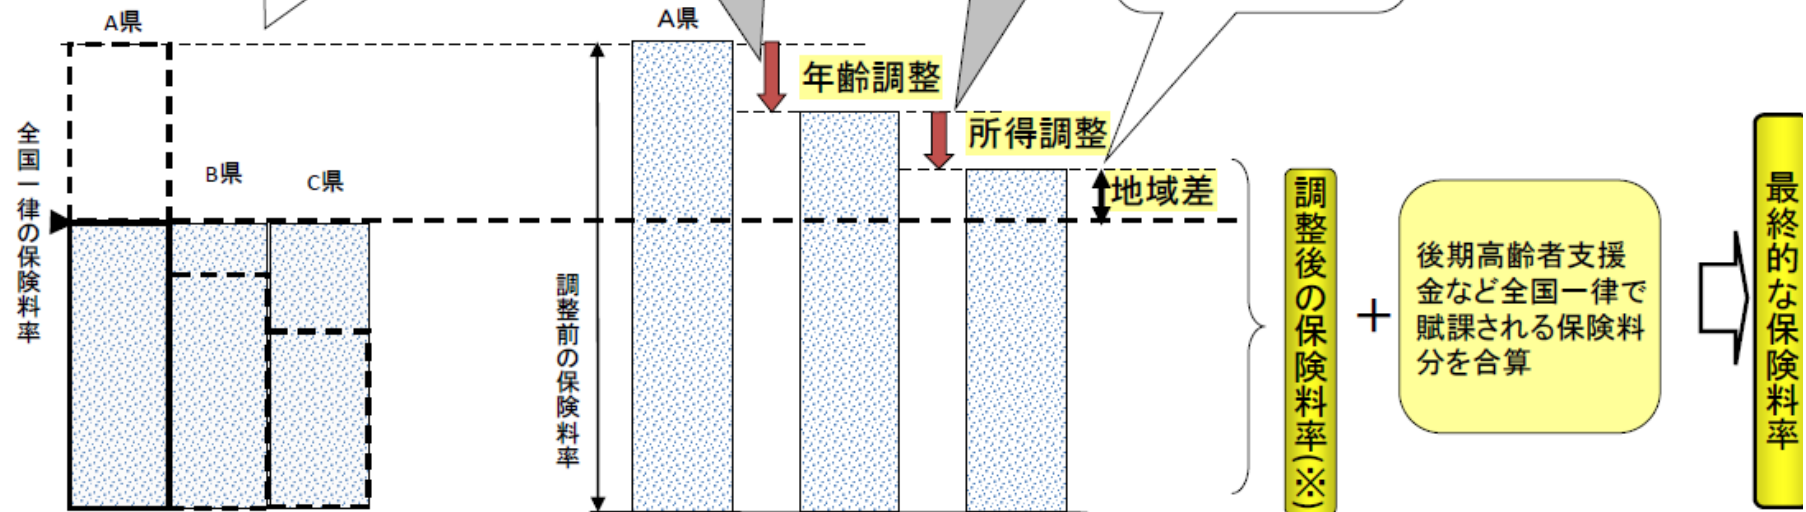 A県
B県
C県
全国一律の保険料率
A県
調整前の保険料率
年齢調整
所得調整
地域差
調整後の保険料率(※)
＋
後期高齢者支援
金など全国一律で
賦課される保険料
分を合算
最終的な保険料率